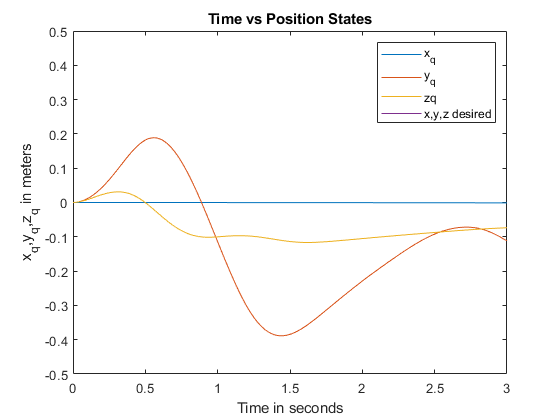 Time vs Position States
0.5
0.4
0.3
0.2
0.1
0
-0.1
-0.2
-0.3
-0.4
-0.5
x_q,y_q,z_q in meters
x_q
y_q
zq
x,y,z desired
0 0.5 1 1.5 2 2.5 3
Time in seconds